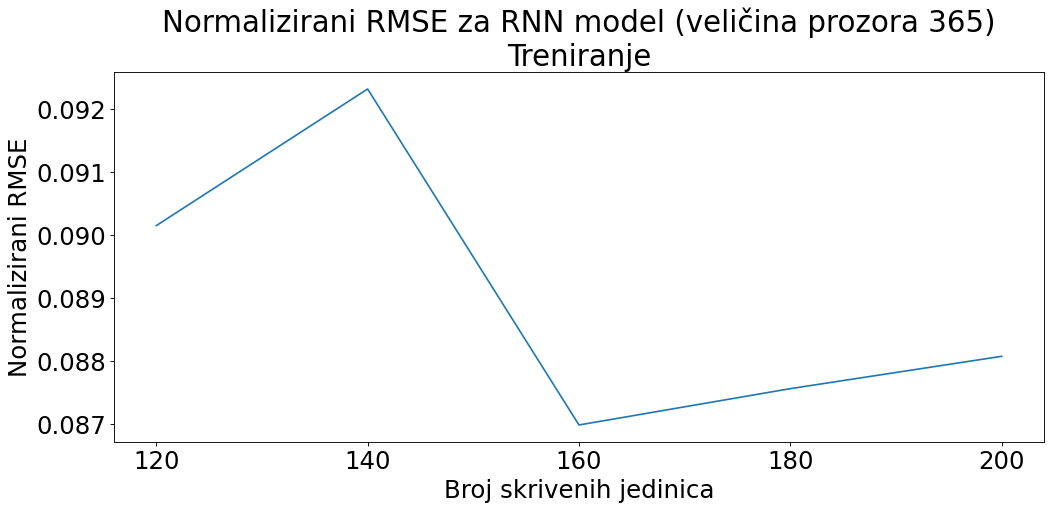 Normalizirani RMSE za RNN model (veličina prozora 365)
Treniranje
Normalizirani RMSE
0.092
0.091
0.090
0.089
0.088
0.087
120
140
160
180
200
Broj skrivenih jedinica